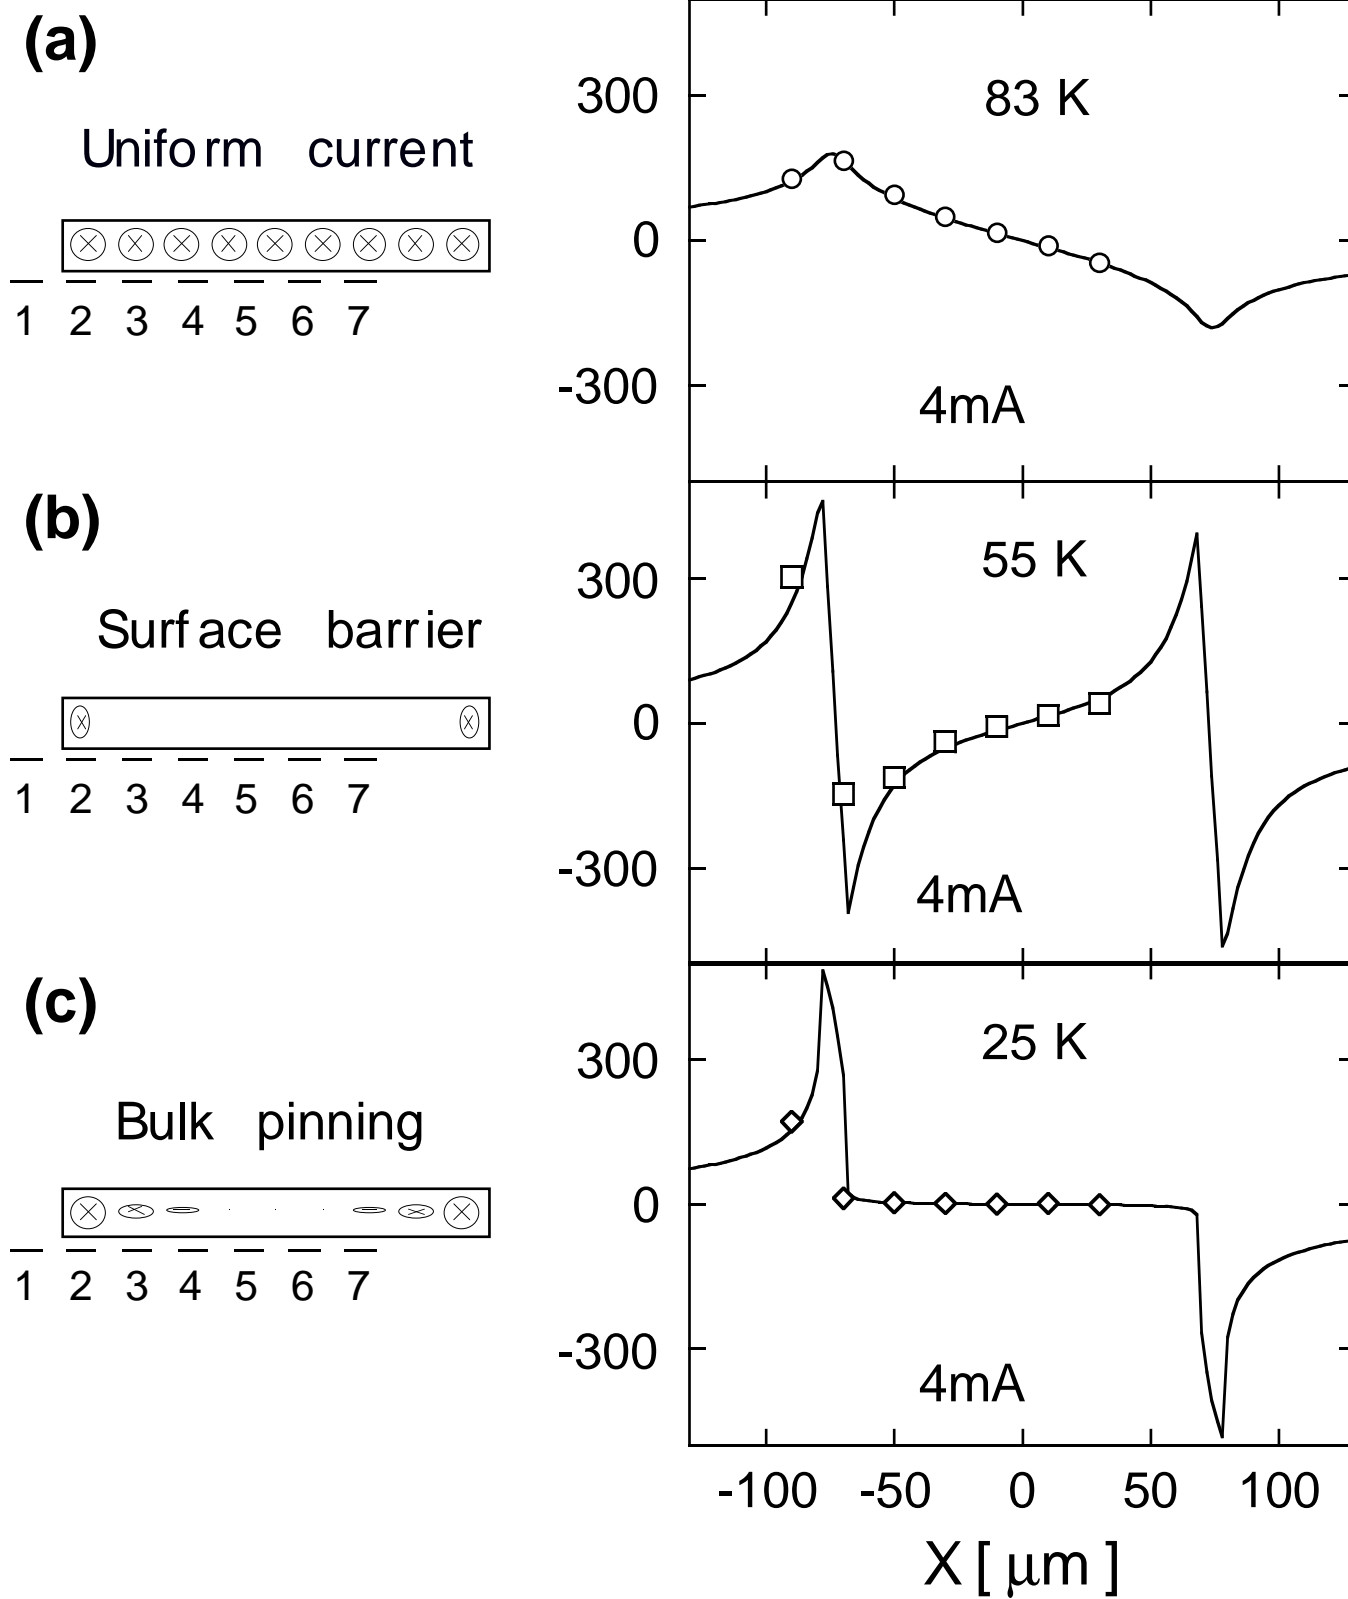 (a)
Uniform current
1 2 3 4 5 6 7
300
0
-300
83 K
4mA
(b)
Surface barrier
1 2 3 4 5 6 7
300
0
-300
55 K
4mA
(c)
Bulk pinning
1 2 3 4 5 6 7
300
0
-300
25 K
4mA
-100 -50 0 50 100
X [ μm ]